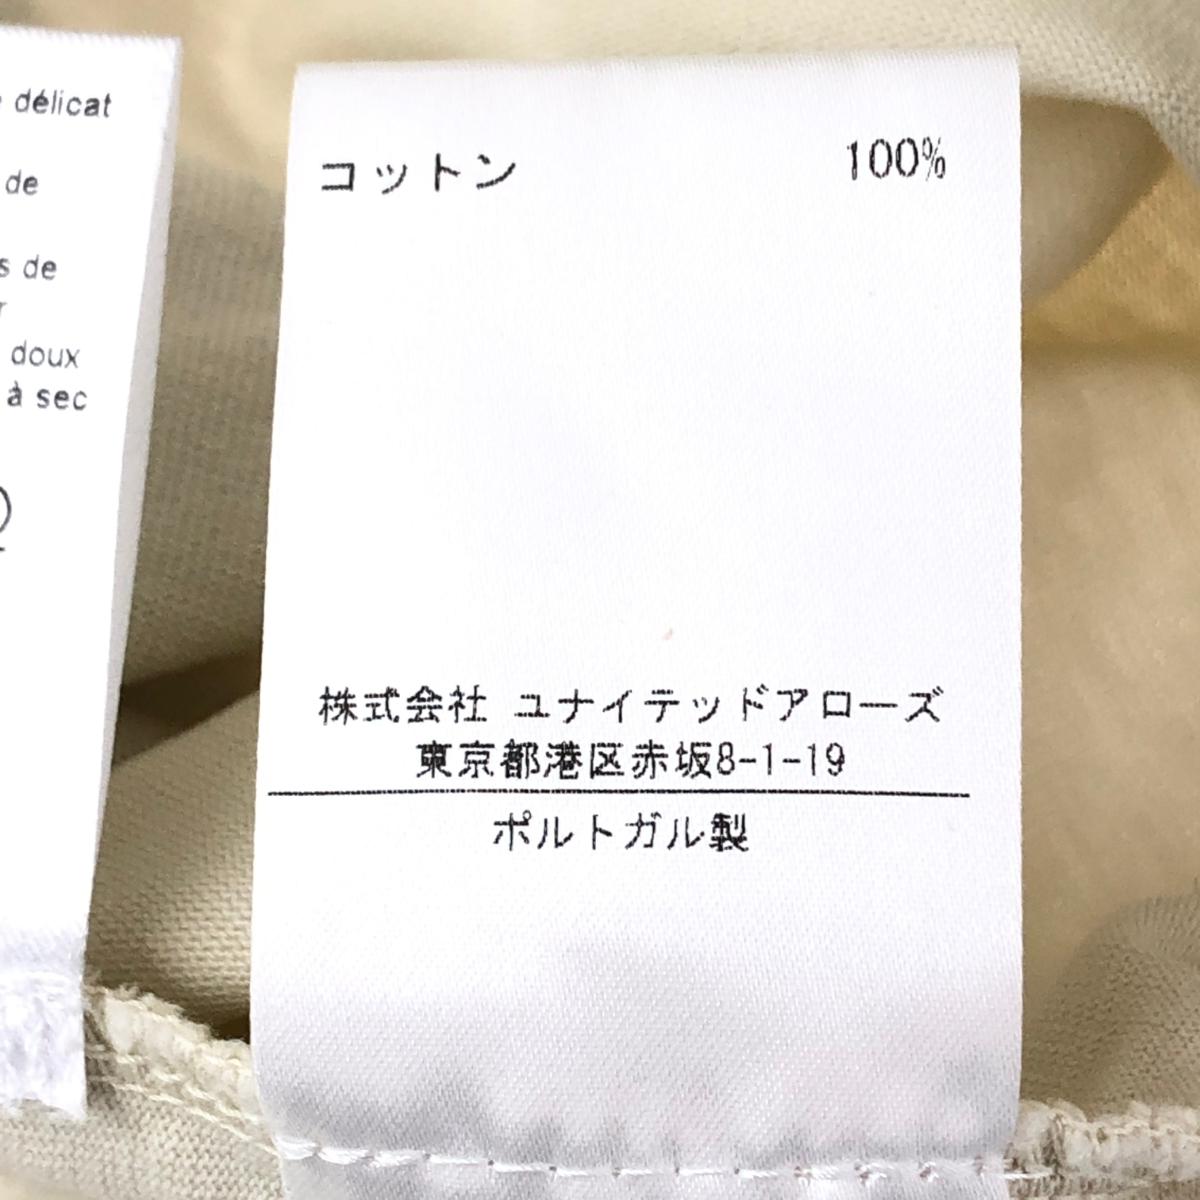 délicat
de
s de
r
doux
à sec
コットン 100%
株式会社 ユナイテッドアローズ
東京都港区赤坂8-1-19
ポルトガル製